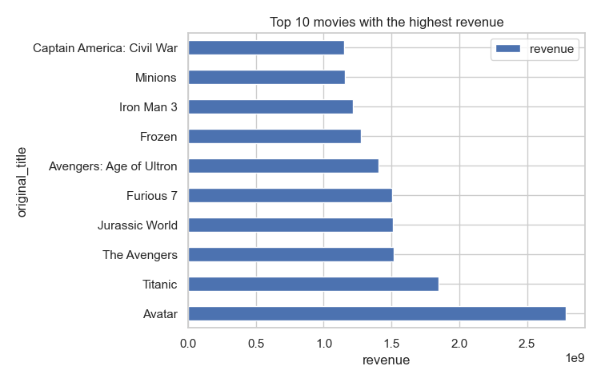 Top 10 movies with the highest revenue
revenue
Captain America: Civil War
Minions
Iron Man 3
Frozen
Avengers: Age of Ultron
Furious 7
Jurassic World
The Avengers
Titanic
Avatar
original_title
0.0 0.5 1.0 1.5 2.0 2.5
1e9
revenue